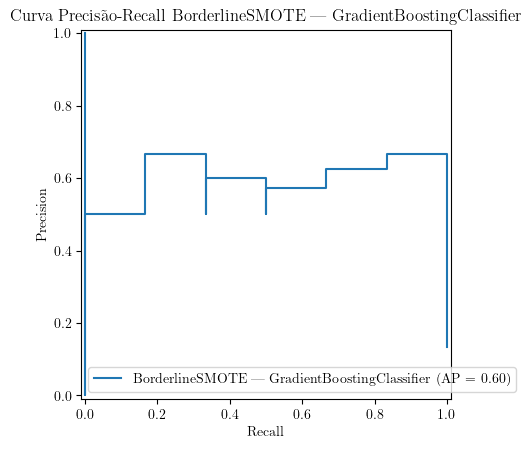 Curva Precisão-Recall BorderlineSMOTE — GradientBoostingClassifier
1.0
0.8
0.6
0.4
0.2
0.0
Precision
BorderlineSMOTE — GradientBoostingClassifier (AP = 0.60)
0.0 0.2 0.4 0.6 0.8 1.0
Recall